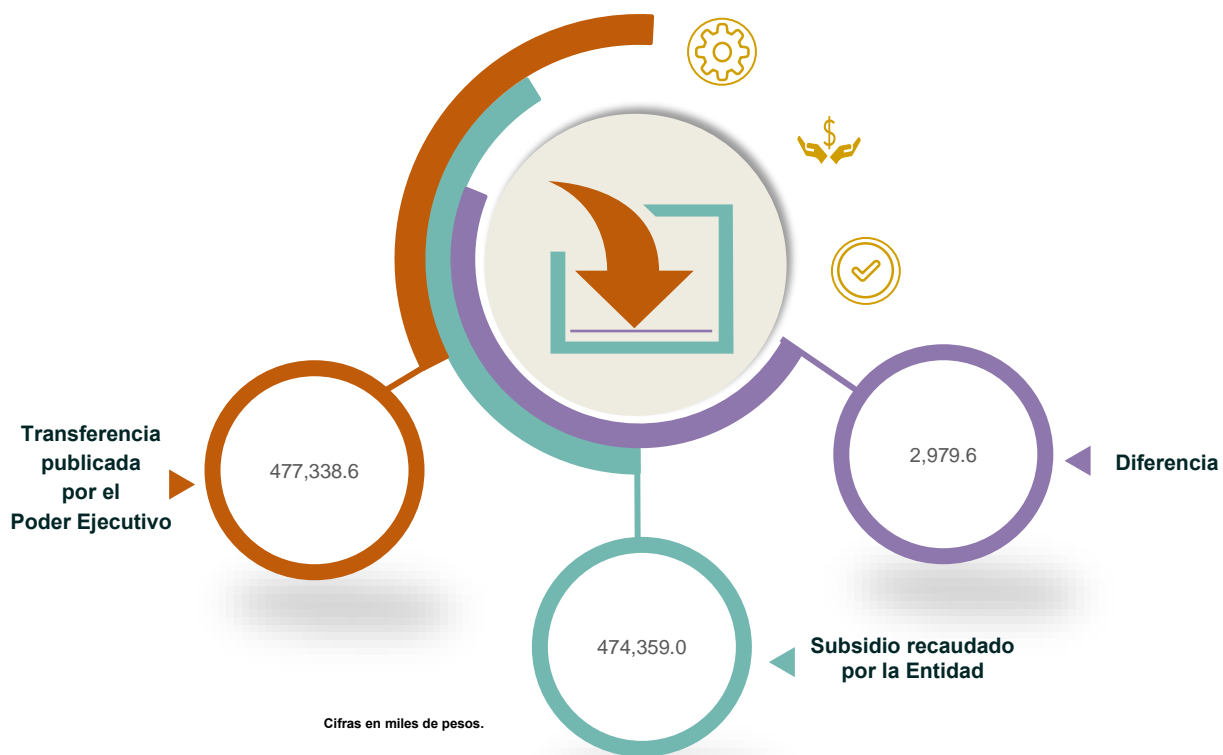 Transferencia
publicada
por el
Poder Ejecutivo
477,338.6
2,979.6
Diferencia
474,359.0
Subsidio recaudado
por la Entidad
Cifras en miles de pesos.
$